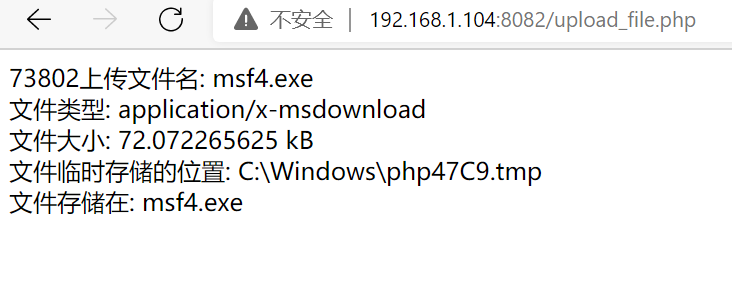 不安全 | 192.168.1.104:8082/upload_file.php
73802上传文件名: msf4.exe
文件类型: application/x-msdownload
文件大小: 72.072265625 kB
文件临时存储的位置: C:\Windows\php47C9.tmp
文件存储在: msf4.exe